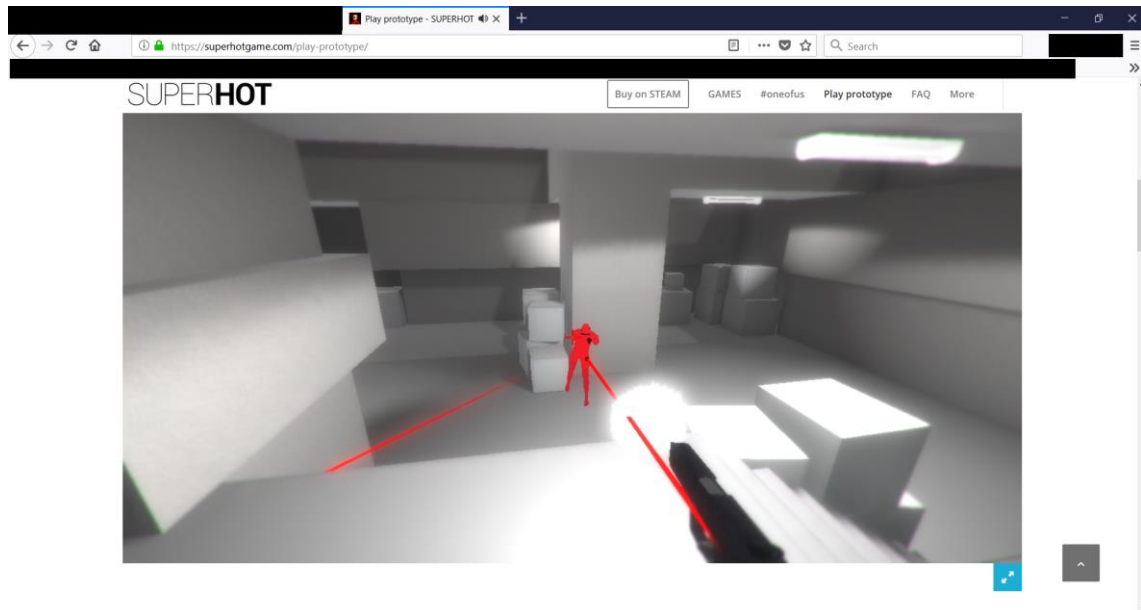 Play prototype - SUPERHOT
https://superhotgame.com/play-prototype/
Search
SUPERHOT
Buy on STEAM GAMES #oneofus Play prototype FAQ More